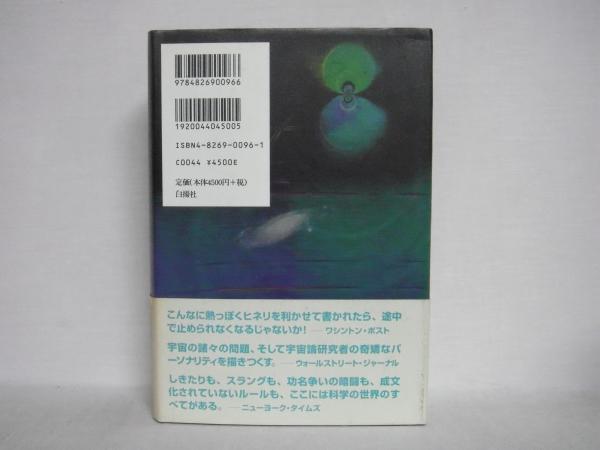 9784826900966
1920044045005
ISBN4-8269-0096-1
C0044 ¥4500E
定価(本体4500円+税)
白揚社
こんなに熱っぽくヒネリを利かせて書かれたら、途中
で止められなくなるじゃないか! ──ワシントン・ポスト
宇宙の諸々の問題、そして宇宙論研究者の奇矯なパ
ーソナリティを描きつくす。 ──ウォールストリート・ジャーナル
しきたりも、スラングも、功名争いの暗闘も、成文
化されていないルールも、ここには科学の世界のす
べてがある。 ──ニューヨーク・タイムズ